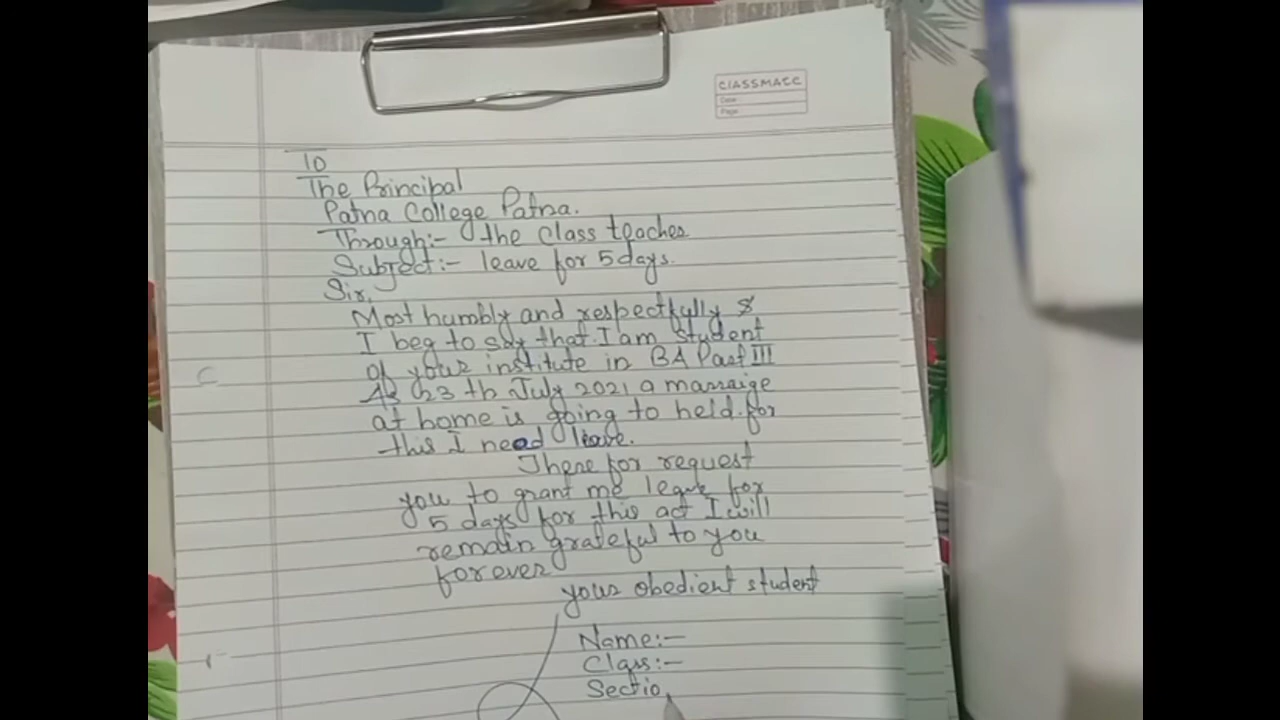 CLASSMATE
Date
Page
To
The Principal
Patna College Patna.
Through:- the class teacher
Subject:- leave for 5 days.
Sir,
Most humbly and respectfully &
I beg to say that I am student
of your institute in BA Part III
23 th July 2021 a marraige
at home is going to held for
this I need leave.
There for request
you to grant me leave for
5 days for this act I will
remain grateful to you
forever
your obedient student
Name:-
Class:-
Sectio